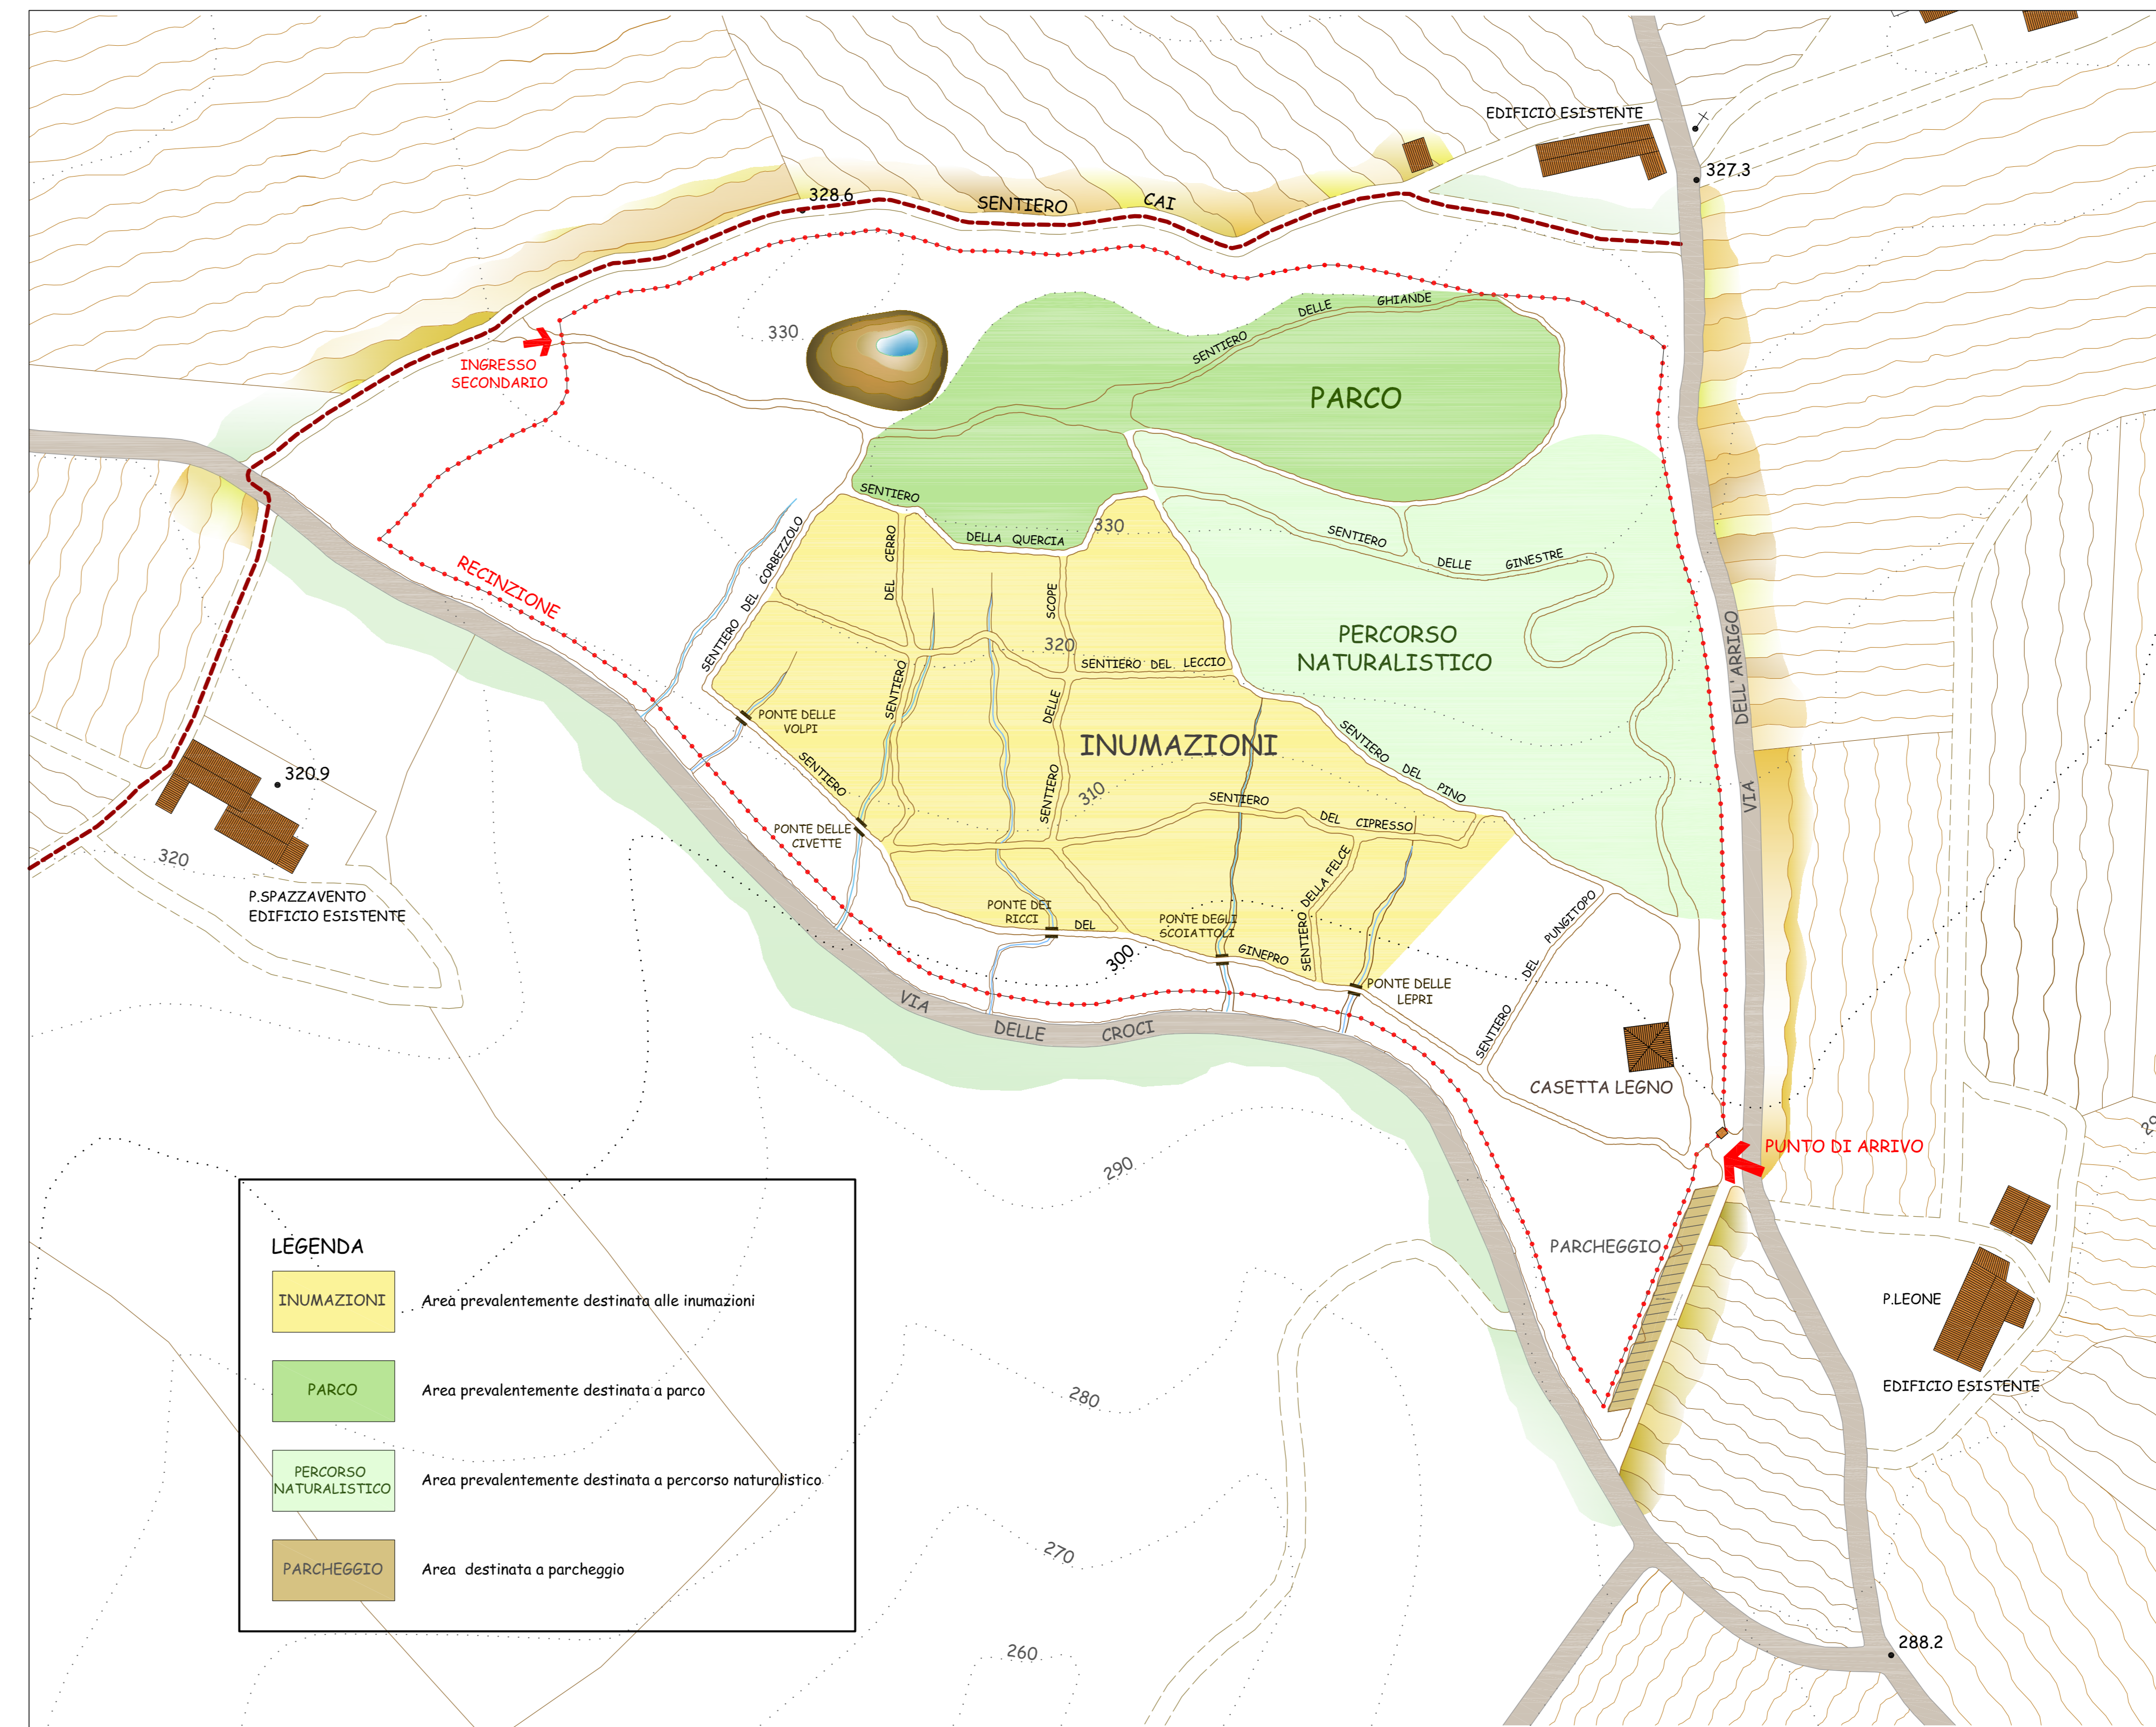 EDIFICIO ESISTENTE
327.3
328.6
SENTIERO CAI
330
INGRESSO
SECONDARIO
SENTIERO DELLE GHIANDE
PARCO
SENTIERO DELLA QUERCIA
330
RECINZIONE
SENTIERO DEL CORBEZZOLO
SENTIERO DEL CERRO
SENTIERO DELLE SCOPE
SENTIERO DELLE GINESTRE
320
SENTIERO DEL LECCIO
PERCORSO
NATURALISTICO
VIA DELL'ARRIGO
PONTE DELLE
VOLPI
INUMAZIONI
SENTIERO DEL PINO
320.9
310
SENTIERO DEL CIPRESSO
PONTE DELLE
CIVETTE
320
P.SPAZZAVENTO
EDIFICIO ESISTENTE
SENTIERO DELLA FELCE
PONTE DEI
RICCI
SENTIERO DEL GINEPRO
PONTE DEGLI
SCOIATTOLI
300
SENTIERO DEL PUNGITOPO
PONTE DELLE
LEPRI
VIA DELLE CROCI
CASETTA LEGNO
PUNTO DI ARRIVO
290
PARCHEGGIO
P.LEONE
EDIFICIO ESISTENTE
280
270
260
288.2
LEGENDA
INUMAZIONI
Area prevalentemente destinata alle inumazioni
PARCO
Area prevalentemente destinata a parco
PERCORSO
NATURALISTICO
Area prevalentemente destinata a percorso naturalistico
PARCHEGGIO
Area destinata a parcheggio